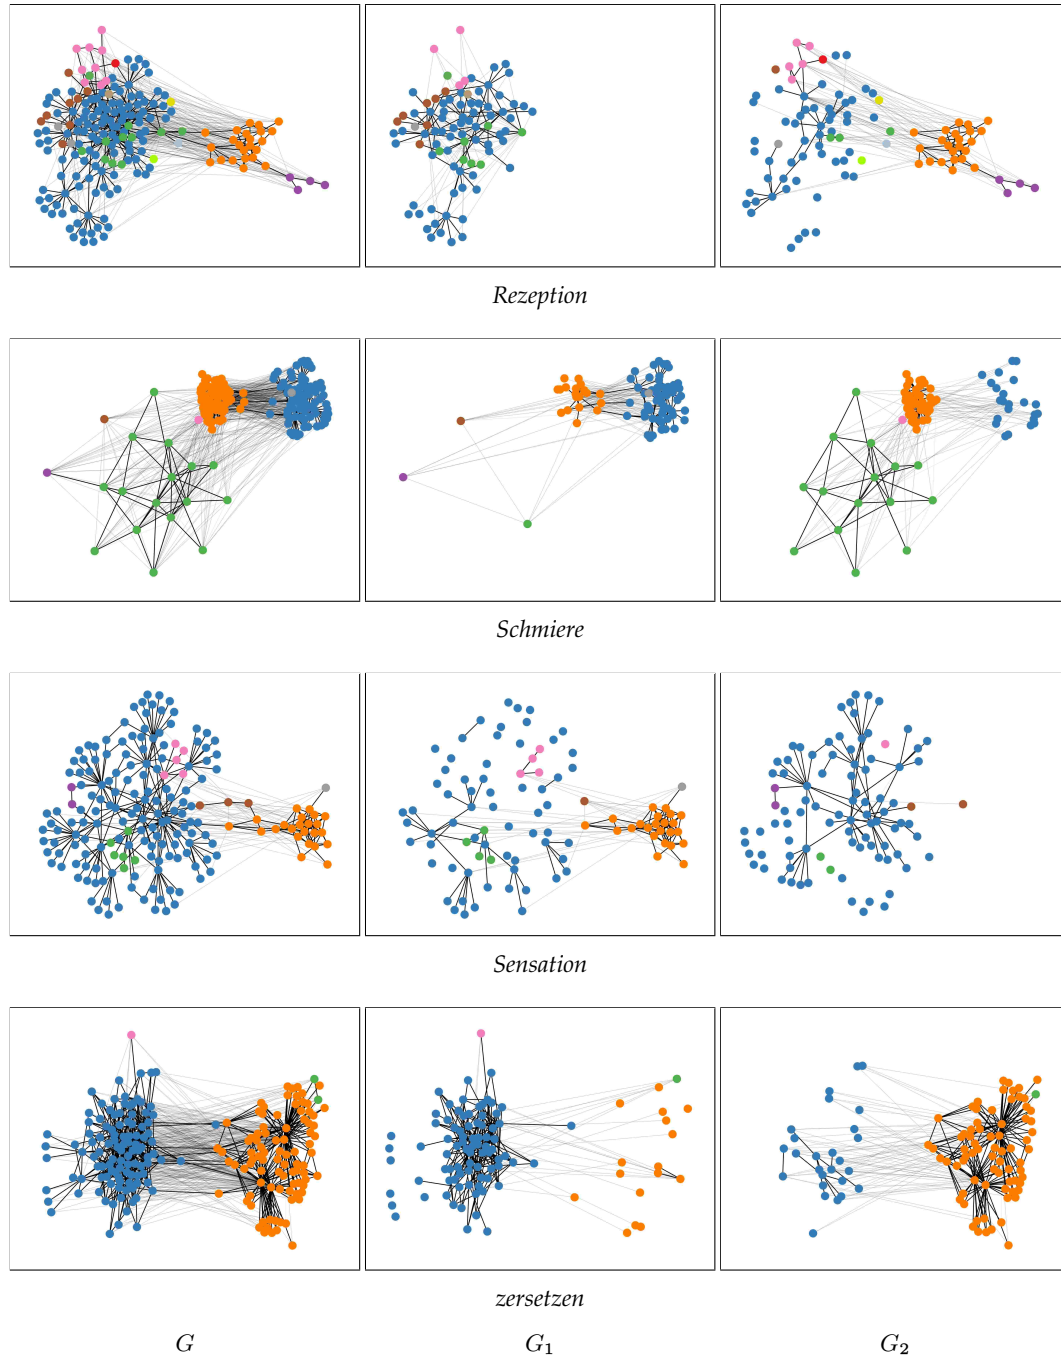 Rezeption
Schmiere
Sensation
zersetzen
G G₁ G₂